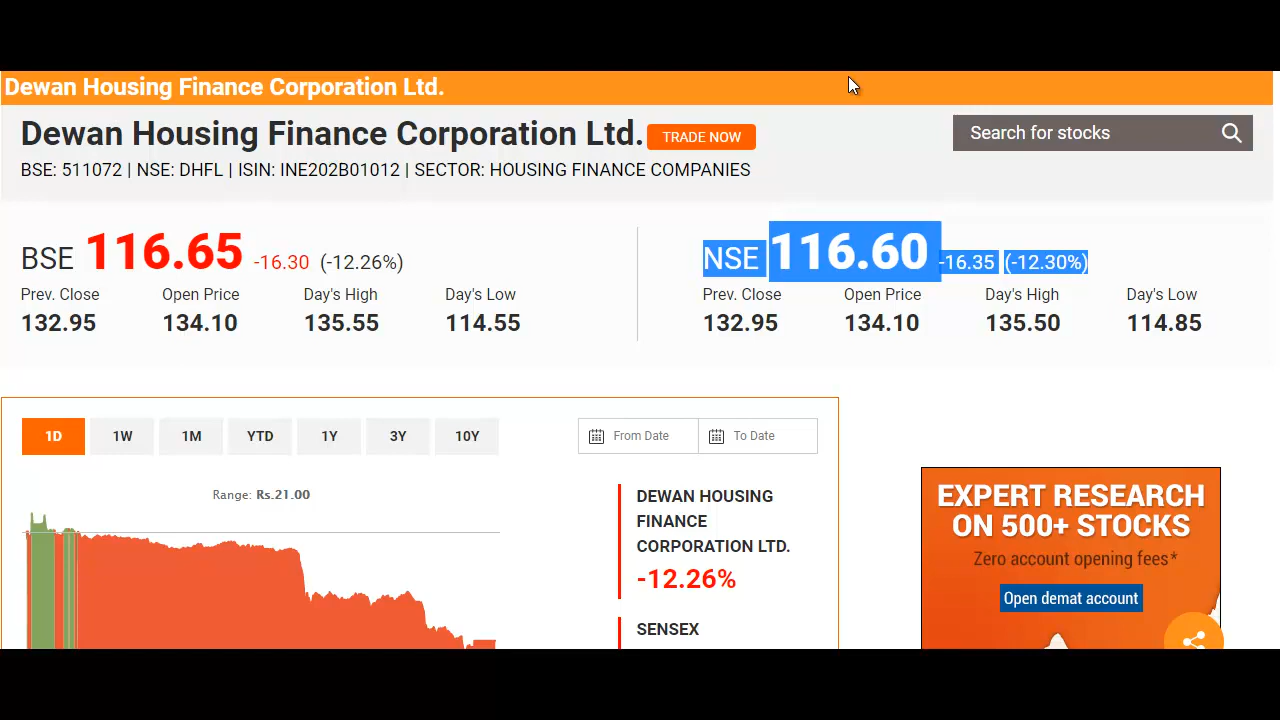 Dewan Housing Finance Corporation Ltd.
Dewan Housing Finance Corporation Ltd. TRADE NOW
Search for stocks
BSE: 511072 | NSE: DHFL | ISIN: INE202B01012 | SECTOR: HOUSING FINANCE COMPANIES
BSE 116.65 -16.30 (-12.26%)
Prev. Close Open Price Day's High Day's Low
132.95 134.10 135.55 114.55
NSE 116.60 -16.35 (-12.30%)
Prev. Close Open Price Day's High Day's Low
132.95 134.10 135.50 114.85
1D 1W 1M YTD 1Y 3Y 10Y
From Date To Date
Range: Rs.21.00
DEWAN HOUSING
FINANCE
CORPORATION LTD.
-12.26%
SENSEX
EXPERT RESEARCH
ON 500+ STOCKS
Zero account opening fees*
Open demat account